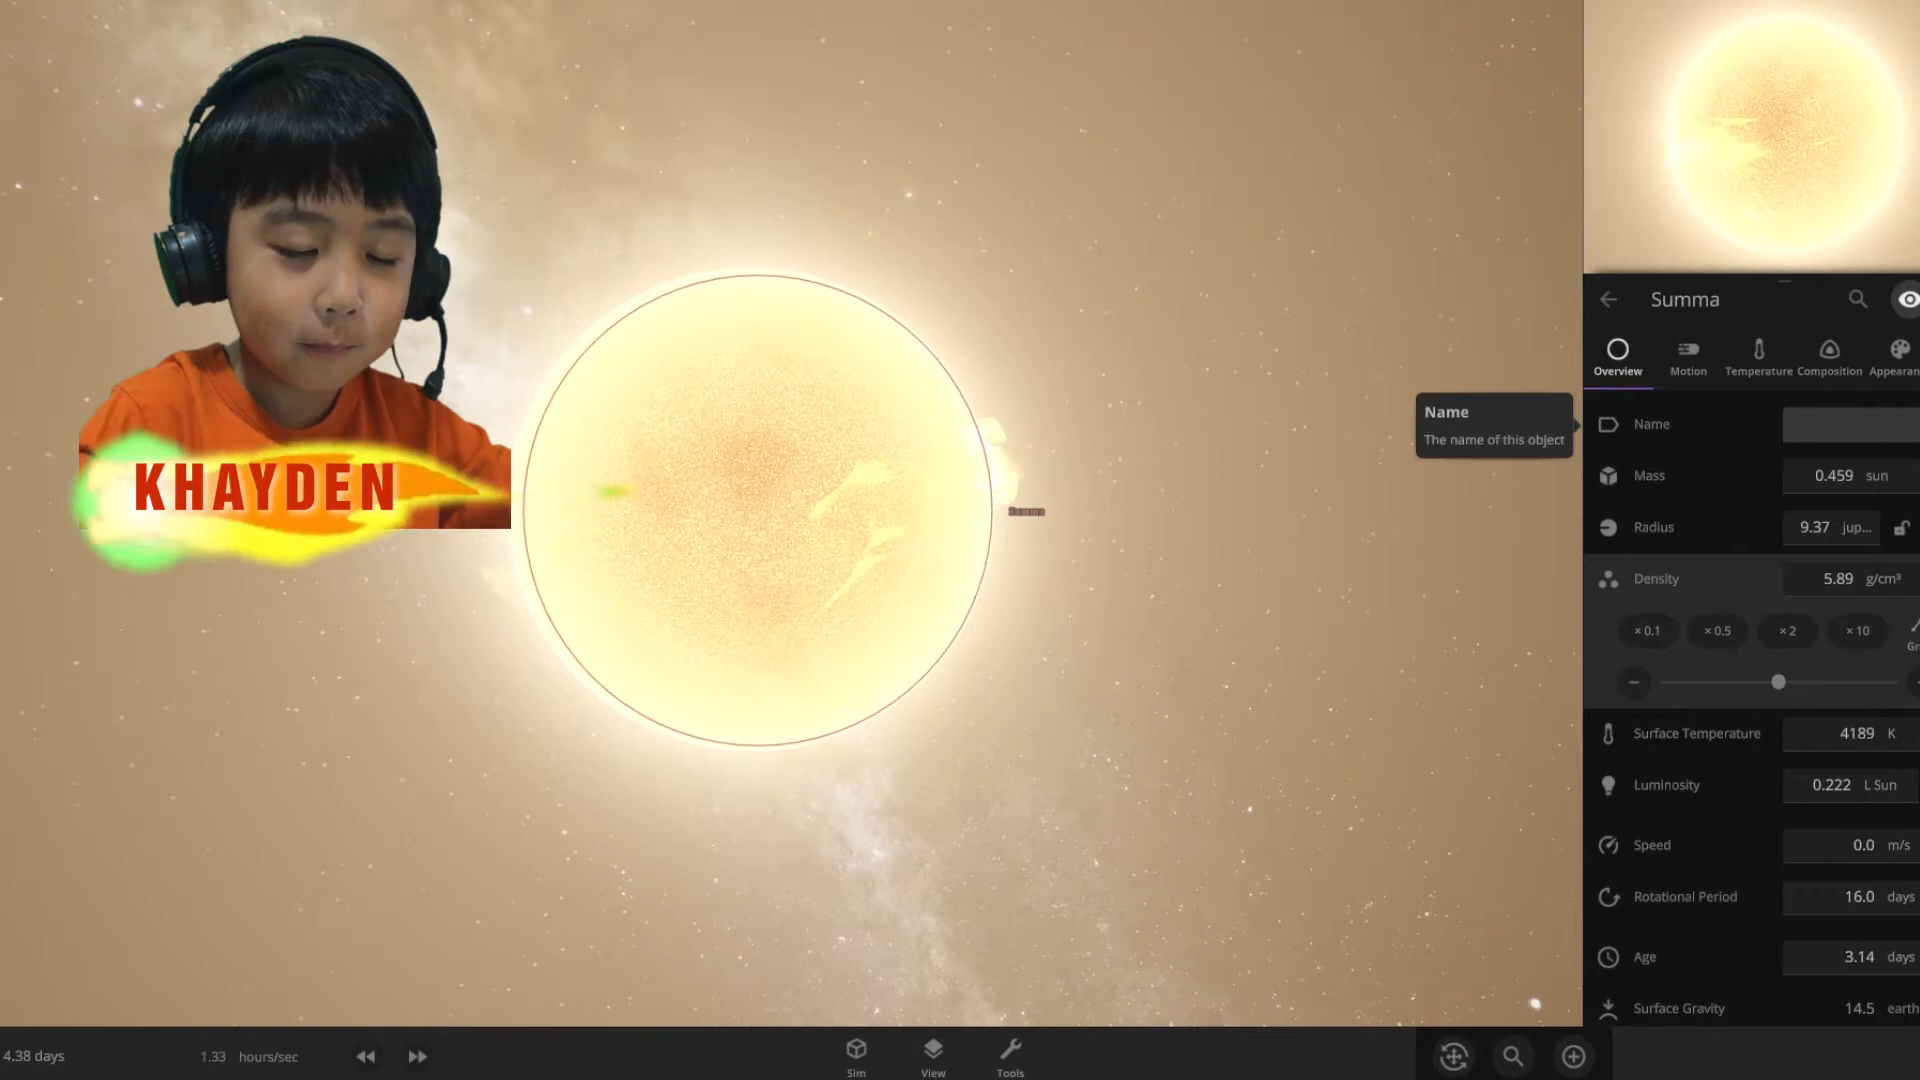 KHAYDEN
Summa
Summa
Overview
Motion
Temperature
Composition
Appearan
Name
The name of this object
Name
Mass 0.459 sun
Radius 9.37 jup...
Density 5.89 g/cm³
× 0.1 × 0.5 × 2 × 10
Gr
Surface Temperature 4189 K
Luminosity 0.222 L Sun
Speed 0.0 m/s
Rotational Period 16.0 days
Age 3.14 days
Surface Gravity 14.5 earth
4.38 days
1.33 hours/sec
Sim
View
Tools